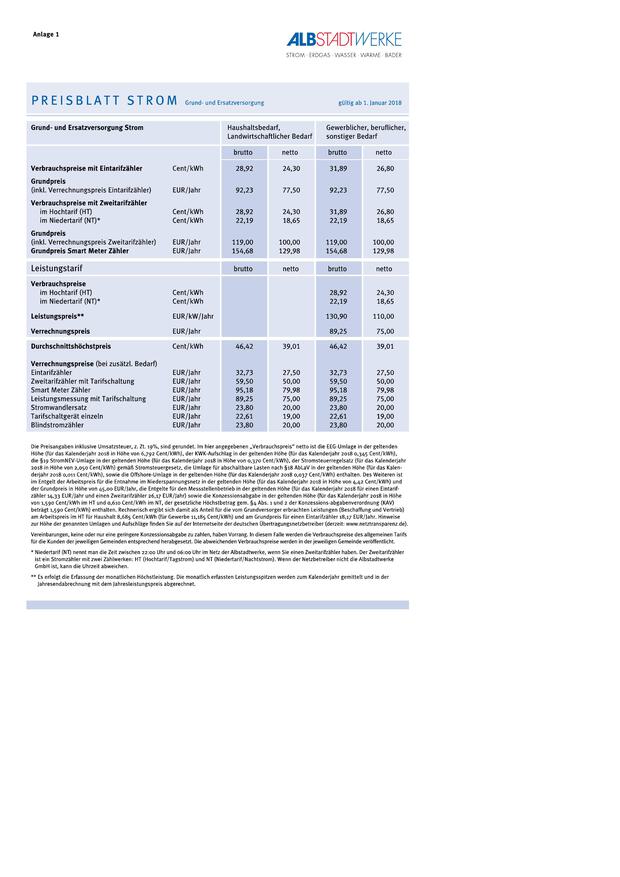 Anlage 1
ALBSTADTWERKE
STROM · ERDGAS · WASSER · WÄRME · BÄDER
PREISBLATT STROM Grund- und Ersatzversorgung gültig ab 1. Januar 2018
Grund- und Ersatzversorgung Strom Haushaltsbedarf, Gewerblicher, beruflicher,
Landwirtschaftlicher Bedarf sonstiger Bedarf
brutto netto brutto netto
Verbrauchspreise mit Eintarifzähler Cent/kWh 28,92 24,30 31,89 26,80
Grundpreis
(inkl. Verrechnungspreis Eintarifzähler) EUR/Jahr 92,23 77,50 92,23 77,50
Verbrauchspreise mit Zweitarifzähler
im Hochtarif (HT) Cent/kWh 28,92 24,30 31,89 26,80
im Niedertarif (NT)* Cent/kWh 22,19 18,65 22,19 18,65
Grundpreis
(inkl. Verrechnungspreis Zweitarifzähler) EUR/Jahr 119,00 100,00 119,00 100,00
Grundpreis Smart Meter Zähler EUR/Jahr 154,68 129,98 154,68 129,98
Leistungstarif brutto netto brutto netto
Verbrauchspreise
im Hochtarif (HT) Cent/kWh 28,92 24,30
im Niedertarif (NT)* Cent/kWh 22,19 18,65
Leistungspreis** EUR/kW/Jahr 130,90 110,00
Verrechnungspreis EUR/Jahr 89,25 75,00
Durchschnittshöchstpreis Cent/kWh 46,42 39,01 46,42 39,01
Verrechnungspreise (bei zusätzl. Bedarf)
Eintarifzähler EUR/Jahr 32,73 27,50 32,73 27,50
Zweitarifzähler mit Tarifschaltung EUR/Jahr 59,50 50,00 59,50 50,00
Smart Meter Zähler EUR/Jahr 95,18 79,98 95,18 79,98
Leistungsmessung mit Tarifschaltung EUR/Jahr 89,25 75,00 89,25 75,00
Stromwandlersatz EUR/Jahr 23,80 20,00 23,80 20,00
Tarifschaltgerät einzeln EUR/Jahr 22,61 19,00 22,61 19,00
Blindstromzähler EUR/Jahr 23,80 20,00 23,80 20,00
Die Preisangaben inklusive Umsatzsteuer, z. Zt. 19%, sind gerundet. Im hier angegebenen „Verbrauchspreis“ netto ist die EEG-Umlage in der geltenden
Höhe (für das Kalenderjahr 2018 in Höhe von 6,792 Cent/kWh), der KWK-Aufschlag in der geltenden Höhe (für das Kalenderjahr 0,345 Cent/kWh),
die §19 StromNEV-Umlage in der geltenden Höhe (für das Kalenderjahr 2018 in Höhe von 0,370 Cent/kWh), der Stromsteuerregelsatz (für das Kalenderjahr
2018 in Höhe von 2,050 Cent/kWh) gemäß Stromsteuergesetz, die Umlage für abschaltbare Lasten nach §18 AbLaV in der geltenden Höhe (für das Kalen-
derjahr 2018 0,011 Cent/kWh), sowie die Offshore-Umlage in der geltenden Höhe (für das Kalenderjahr 2018 0,037 Cent/kWh) enthalten. Des Weiteren ist
im Entgelt der Arbeitspreis für die Entnahme im Niederspannungsnetz in der geltenden Höhe (für das Kalenderjahr 2018 in Höhe von 4,42 Cent/kWh) und
der Grundpreis in Höhe von 45,00 EUR/Jahr, die Entgelte für den Messstellenbetrieb in der geltenden Höhe (für das Kalenderjahr 2018 für einen Eintarif-
zähler 14,33 EUR/Jahr und einen Zweitarifzähler 26,17 EUR/Jahr) sowie die Konzessionsabgabe in der geltenden Höhe (für das Kalenderjahr 2018 in Höhe
von 1,590 Cent/kWh im HT und 0,610 Cent/kWh im NT, der gesetzliche Höchstbetrag gem. §4 Abs. 1 und 2 der Konzessions-abgabenverordnung (KAV)
beträgt 1,590 Cent/kWh) enthalten. Rechnerisch ergibt sich damit als Anteil für die vom Grundversorger erbrachten Leistungen (Beschaffung und Vertrieb)
am Arbeitspreis im HT für Haushalt 8,685 Cent/kWh (für Gewerbe 11,185 Cent/kWh) und am Grundpreis für einen Eintarifzähler 18,17 EUR/Jahr. Hinweise
zur Höhe der genannten Umlagen und Aufschläge finden Sie auf der Internetseite der deutschen Übertragungsnetzbetreiber (derzeit: www.netztransparenz.de).
Vereinbarungen, keine oder nur eine geringere Konzessionsabgabe zu zahlen, haben Vorrang. In diesem Falle werden die Verbrauchspreise des allgemeinen Tarifs
für die Kunden der jeweiligen Gemeinden entsprechend herabgesetzt. Die abweichenden Verbrauchspreise werden in der jeweiligen Gemeinde veröffentlicht.
* Niedertarif (NT) nennt man die Zeit zwischen 22:00 Uhr und 06:00 Uhr im Netz der Albstadtwerke, wenn Sie einen Zweitarifzähler haben. Der Zweitarifzähler
ist ein Stromzähler mit zwei Zählwerken: HT (Hochtarif/Tagstrom) und NT (Niedertarif/Nachtstrom). Wenn der Netzbetreiber nicht die Albstadtwerke
GmbH ist, kann die Uhrzeit abweichen.
** Es erfolgt die Erfassung der monatlichen Höchstleistung. Die monatlich erfassten Leistungsspitzen werden zum Kalenderjahr gemittelt und in der
Jahresendabrechnung mit dem Jahresleistungspreis abgerechnet.